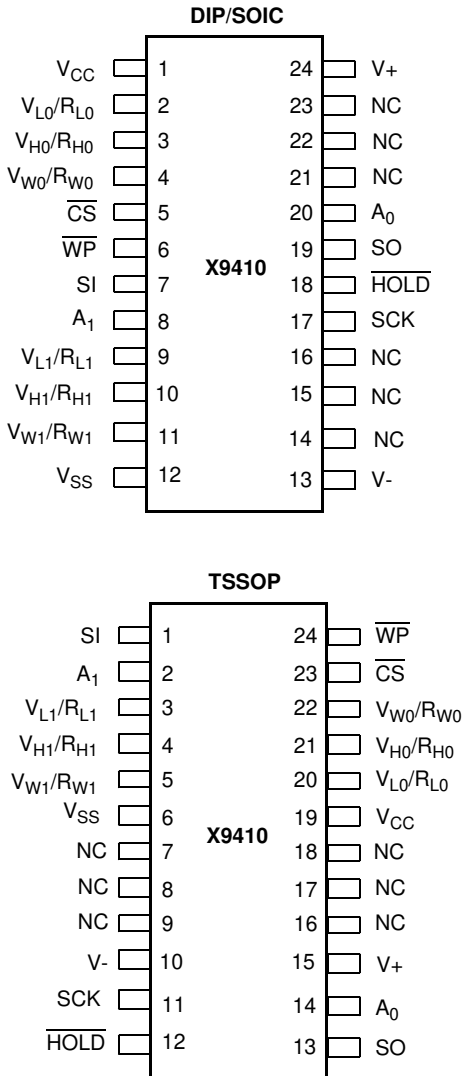 DIP/SOIC
VCC 1 24 V+
VL0/RL0 2 23 NC
VH0/RH0 3 22 NC
VW0/RW0 4 21 NC
CS 5 20 A0
WP 6 19 SO
X9410
SI 7 18 HOLD
A1 8 17 SCK
VL1/RL1 9 16 NC
VH1/RH1 10 15 NC
VW1/RW1 11 14 NC
VSS 12 13 V-
TSSOP
SI 1 24 WP
A1 2 23 CS
VL1/RL1 3 22 VW0/RW0
VH1/RH1 4 21 VH0/RH0
VW1/RW1 5 20 VL0/RL0
VSS 6 19 VCC
X9410
NC 7 18 NC
NC 8 17 NC
NC 9 16 NC
V- 10 15 V+
SCK 11 14 A0
HOLD 12 13 SO